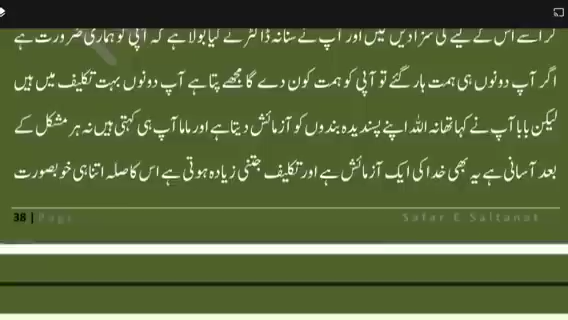 کر اسے اس کے کیے کی سزا دیں گیں اور آپ نے سنا نہ ڈاکٹر نے کیا بولا ہے کہ آپی کو ہماری ضرورت ہے
اگر آپ دونوں ہی ہمت ہار گئے تو آپی کو ہمت کون دے گا مجھے پتا ہے آپ دونوں بہت تکلیف میں ہیں
لیکن بابا آپ نے کہا تھا نہ اللہ اپنے پسندیدہ بندوں کو آزمائش دیتا ہے اور ماما آپ ہی کہتی ہیں نہ ہر مشکل کے
بعد آسانی ہے یہ بھی خدا کی ایک آزمائش ہے اور تکلیف جتنی زیادہ ہوتی ہے اس کا صلہ اتنا ہی خوبصورت
38 | Page Safar E Saltanat